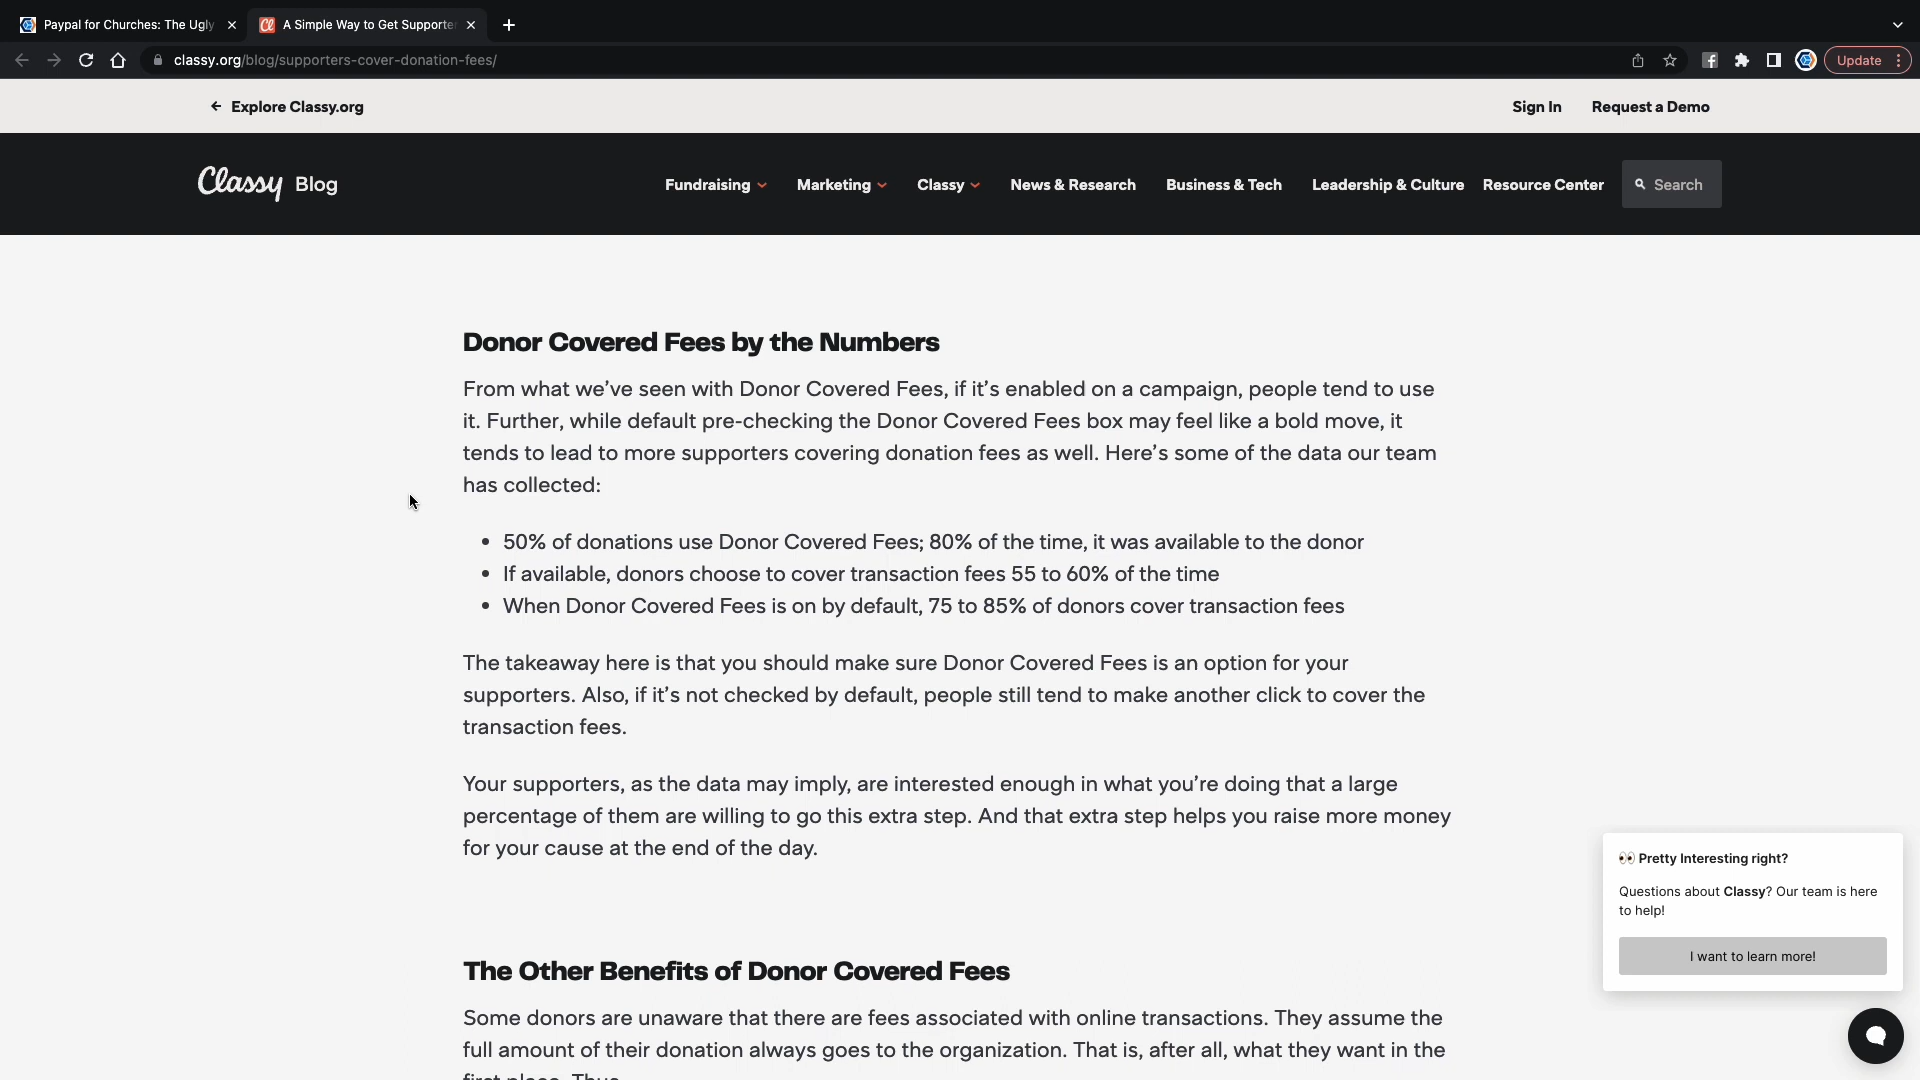 Paypal for Churches: The Ugly
A Simple Way to Get Supporte
classy.org/blog/supporters-cover-donation-fees/
Update
Explore Classy.org
Sign In
Request a Demo
Classy Blog
Fundraising
Marketing
Classy
News & Research
Business & Tech
Leadership & Culture
Resource Center
Search
Donor Covered Fees by the Numbers
From what we've seen with Donor Covered Fees, if it's enabled on a campaign, people tend to use
it. Further, while default pre-checking the Donor Covered Fees box may feel like a bold move, it
tends to lead to more supporters covering donation fees as well. Here's some of the data our team
has collected:
• 50% of donations use Donor Covered Fees; 80% of the time, it was available to the donor
• If available, donors choose to cover transaction fees 55 to 60% of the time
• When Donor Covered Fees is on by default, 75 to 85% of donors cover transaction fees
The takeaway here is that you should make sure Donor Covered Fees is an option for your
supporters. Also, if it's not checked by default, people still tend to make another click to cover the
transaction fees.
Your supporters, as the data may imply, are interested enough in what you're doing that a large
percentage of them are willing to go this extra step. And that extra step helps you raise more money
for your cause at the end of the day.
👀 Pretty Interesting right?
Questions about Classy? Our team is here
to help!
I want to learn more!
The Other Benefits of Donor Covered Fees
Some donors are unaware that there are fees associated with online transactions. They assume the
full amount of their donation always goes to the organization. That is, after all, what they want in the
first place. Thus